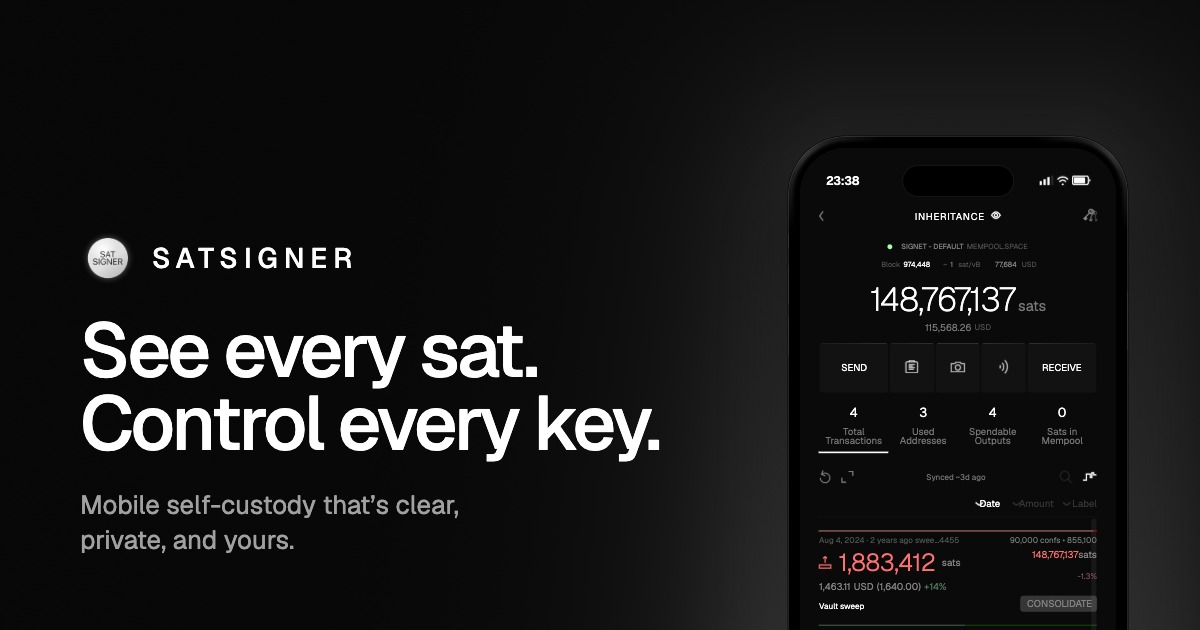 SAT
SIGNER
SATSIGNER
See every sat.
Control every key.
Mobile self-custody that’s clear,
private, and yours.
23:38
INHERITANCE
SIGNET - DEFAULT MEMPOOL.SPACE
Block 974,448 ~ 1 sat/vB 77,684 USD
148,767,137 sats
115,568.26 USD
SEND RECEIVE
4 3 4 0
Total Used Spendable Sats in
Transactions Addresses Outputs Mempool
Synced ~3d ago
Date Amount Label
Aug 4, 2024 · 2 years ago swee...4455 90,000 confs • 855,100
1,883,412 sats 148,767,137sats
-1.3%
1,463.11 USD (1,640.00) +14%
Vault sweep CONSOLIDATE